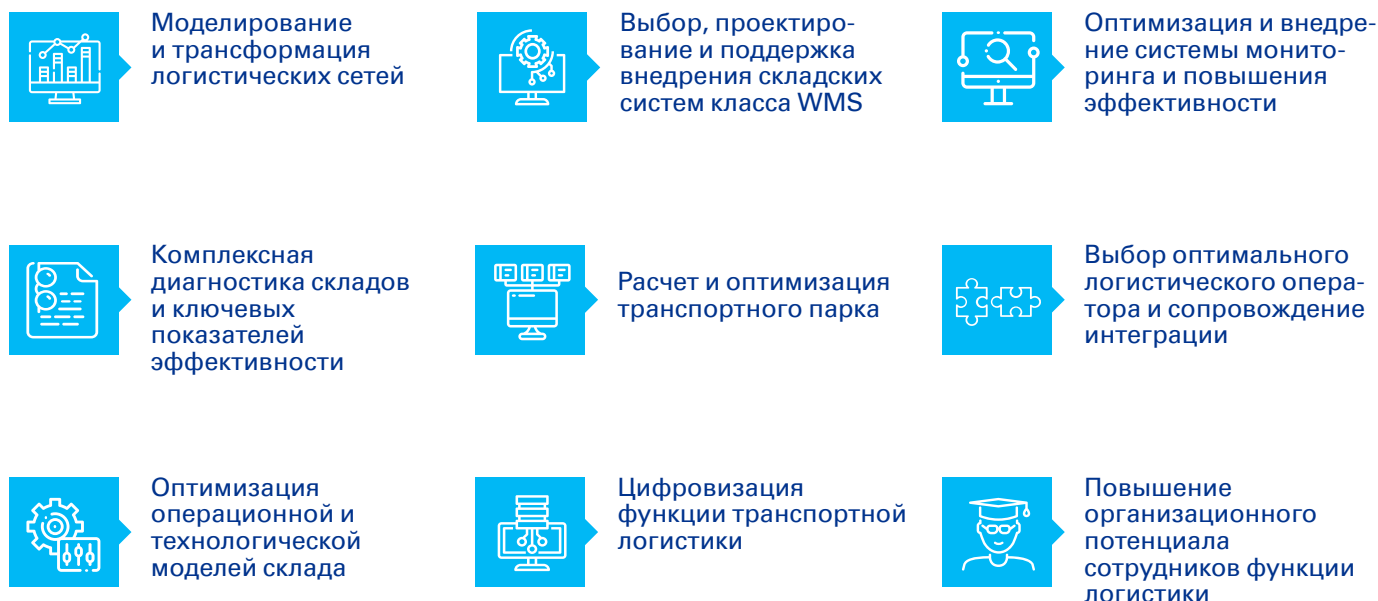 Моделирование
и трансформация
логистических сетей
Выбор, проектиро-
вание и поддержка
внедрения складских
систем класса WMS
Оптимизация и внедре-
ние системы монито-
ринга и повышения
эффективности
Комплексная
диагностика складов
и ключевых
показателей
эффективности
Расчет и оптимизация
транспортного парка
Выбор оптимального
логистического опера-
тора и сопровождение
интеграции
Оптимизация
операционной и
технологической
моделей склада
Цифровизация
функции транспортной
логистики
Повышение
организационного
потенциала
сотрудников функции
логистики